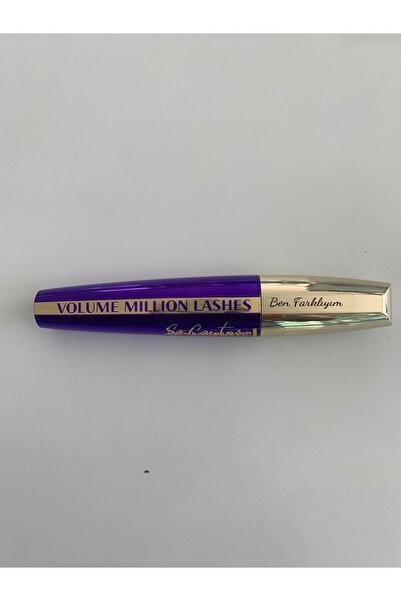 VOLUME MILLION LASHES
Ben Farklıyım